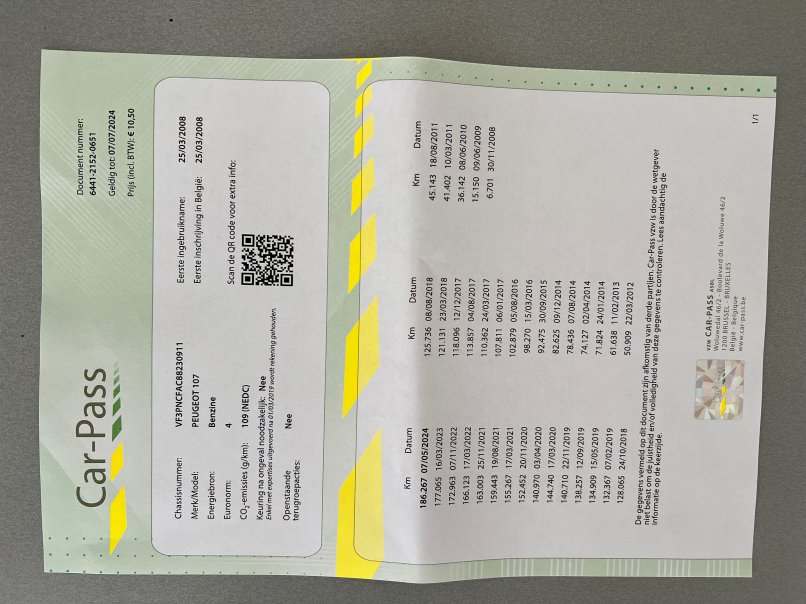 Car-Pass
Document nummer:
6441-2152-0651
Geldig tot: 07/07/2024
Prijs (incl. BTW): € 10,50
Chassisnummer: VF3PNCFAC88230911
Merk/Model: PEUGEOT 107
Energiebron: Benzine
Euronorm: 4
CO₂-emissies (g/km): 109 (NEDC)
Keuring na ongeval noodzakelijk: Nee
Enkel met expertises uitgevoerd na 01/03/2019 wordt rekening gehouden.
Openstaande
terugroepacties: Nee
Eerste ingebruikname: 25/03/2008
Eerste inschrijving in België: 25/03/2008
Scan de QR code voor extra info:
Km Datum
186.267 07/05/2024
177.065 16/03/2023
172.963 07/11/2022
166.123 17/03/2022
163.003 25/11/2021
159.443 19/08/2021
155.267 17/03/2021
152.452 20/11/2020
140.970 03/04/2020
144.740 17/03/2020
140.710 22/11/2019
138.257 12/09/2019
134.909 15/05/2019
132.367 07/02/2019
128.065 24/10/2018
Km Datum
125.736 08/08/2018
121.131 23/03/2018
118.096 12/12/2017
113.857 04/08/2017
110.362 24/03/2017
107.811 06/01/2017
102.879 05/08/2016
98.270 15/03/2016
92.475 30/09/2015
82.625 09/12/2014
78.436 07/08/2014
74.127 02/04/2014
71.824 24/01/2014
61.638 11/02/2013
50.909 22/03/2012
Km Datum
45.143 18/08/2011
41.402 10/03/2011
36.142 08/06/2010
15.150 09/06/2009
6.701 30/11/2008
De gegevens vermeld op dit document zijn afkomstig van derde partijen. Car-Pass vzw is door de wetgever
niet belast om de juistheid en/of volledigheid van deze gegevens te controleren. Lees aandachtig de
informatie op de keerzijde.
vzw CAR-PASS asbl
Woluwedal 46/2 - Boulevard de la Woluwe 46/2
1200 BRUSSEL - BRUXELLES
België - Belgique
www.car-pass.be
1/1